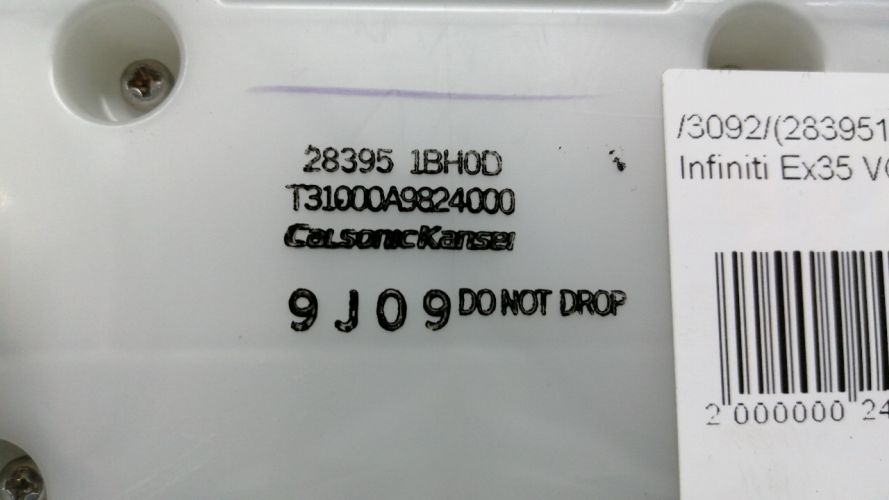 28395 1BH0D
T31000A9824000
CalsonicKansei
9 J 0 9 DO NOT DROP
/3092/(283951
Infiniti Ex35 V
2 000000 24